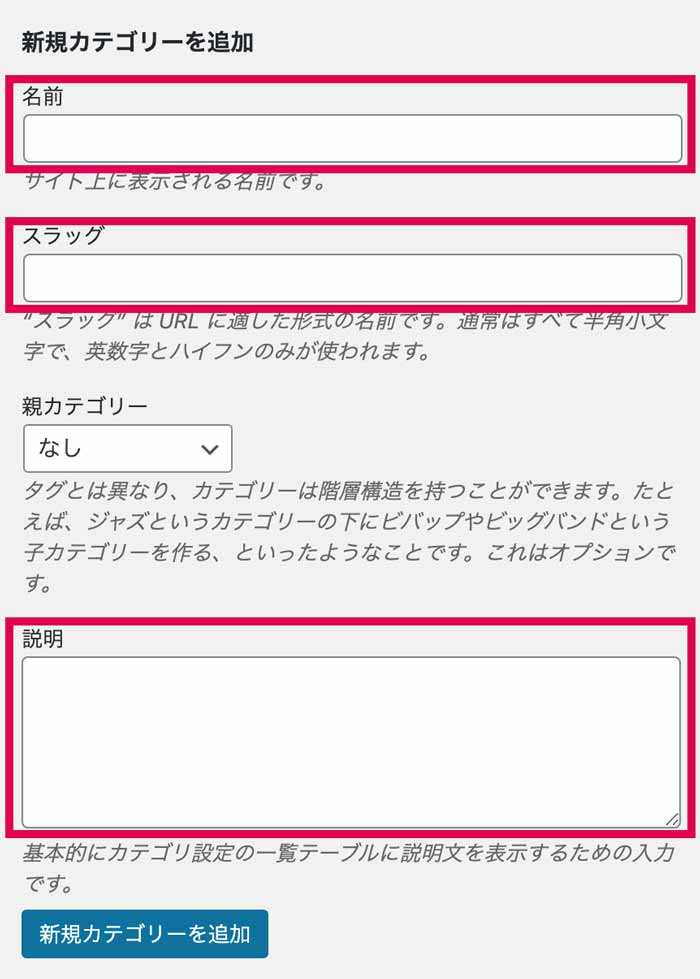 新規カテゴリーを追加
名前
サイト上に表示される名前です。
スラッグ
“スラッグ” は URL に適した形式の名前です。通常はすべて半角小文
字で、英数字とハイフンのみが使われます。
親カテゴリー
なし
タグとは異なり、カテゴリーは階層構造を持つことができます。たと
えば、ジャズというカテゴリーの下にビバップやビッグバンドという
子カテゴリーを作る、といったようなことです。これはオプションで
す。
説明
基本的にカテゴリ設定の一覧テーブルに説明文を表示するための入力
です。
新規カテゴリーを追加